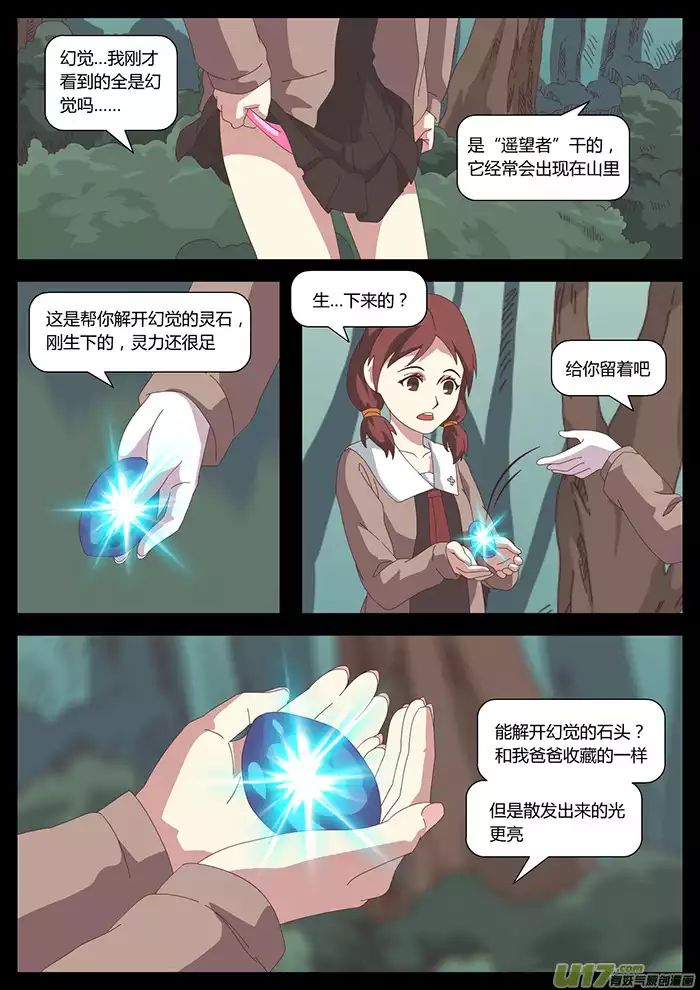 幻觉…我刚才
看到的全是幻
觉吗……
是“遥望者”干的，
它经常会出现在山里
这是帮你解开幻觉的灵石，
刚生下的，灵力还很足
生…下来的？
给你留着吧
能解开幻觉的石头？
和我爸爸收藏的一样
但是散发出来的光
更亮
U17.com
有妖气原创漫画